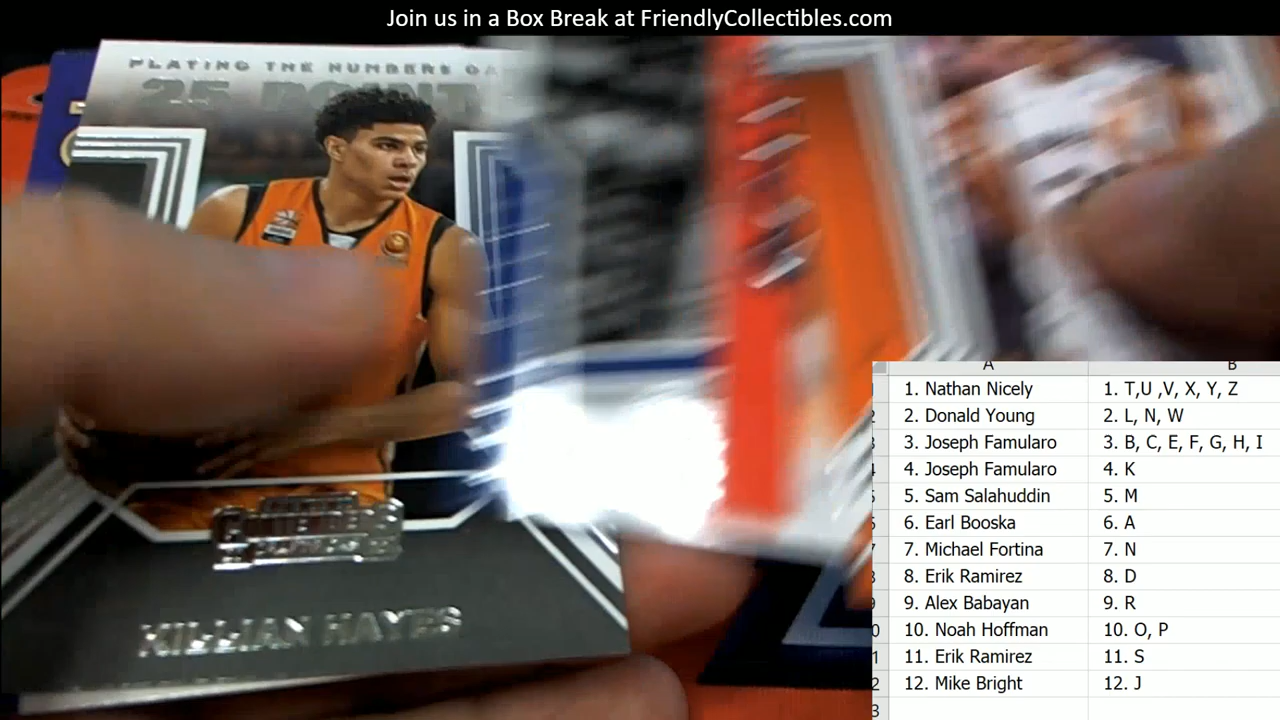 Join us in a Box Break at FriendlyCollectibles.com
PLAYING THE NUMBERS GA
25 POINT
KILLIAN HAYES
A B
1. Nathan Nicely 1. T,U ,V, X, Y, Z
2. Donald Young 2. L, N, W
3. Joseph Famularo 3. B, C, E, F, G, H, I
4. Joseph Famularo 4. K
5. Sam Salahuddin 5. M
6. Earl Booska 6. A
7. Michael Fortina 7. N
8. Erik Ramirez 8. D
9. Alex Babayan 9. R
10. Noah Hoffman 10. O, P
11. Erik Ramirez 11. S
12. Mike Bright 12. J